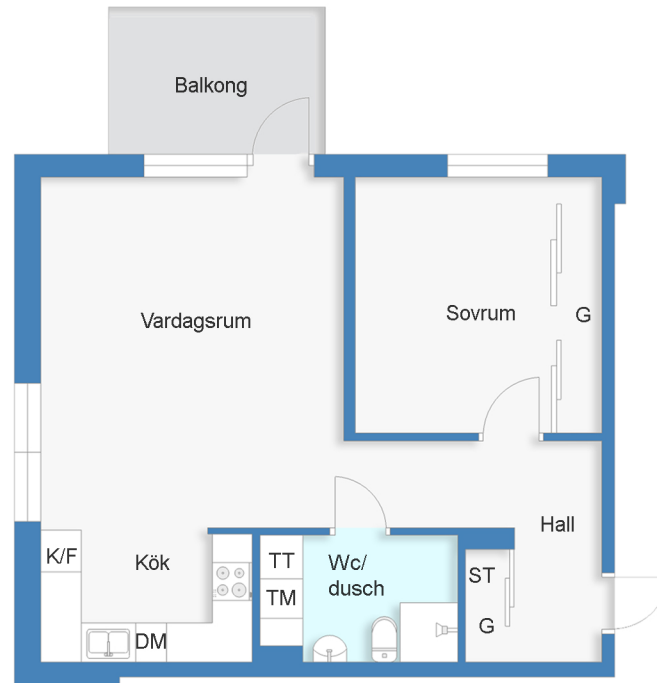 Balkong
Vardagsrum
Sovrum
G
Hall
K/F
Kök
TT
Wc/
dusch
ST
TM
G
DM